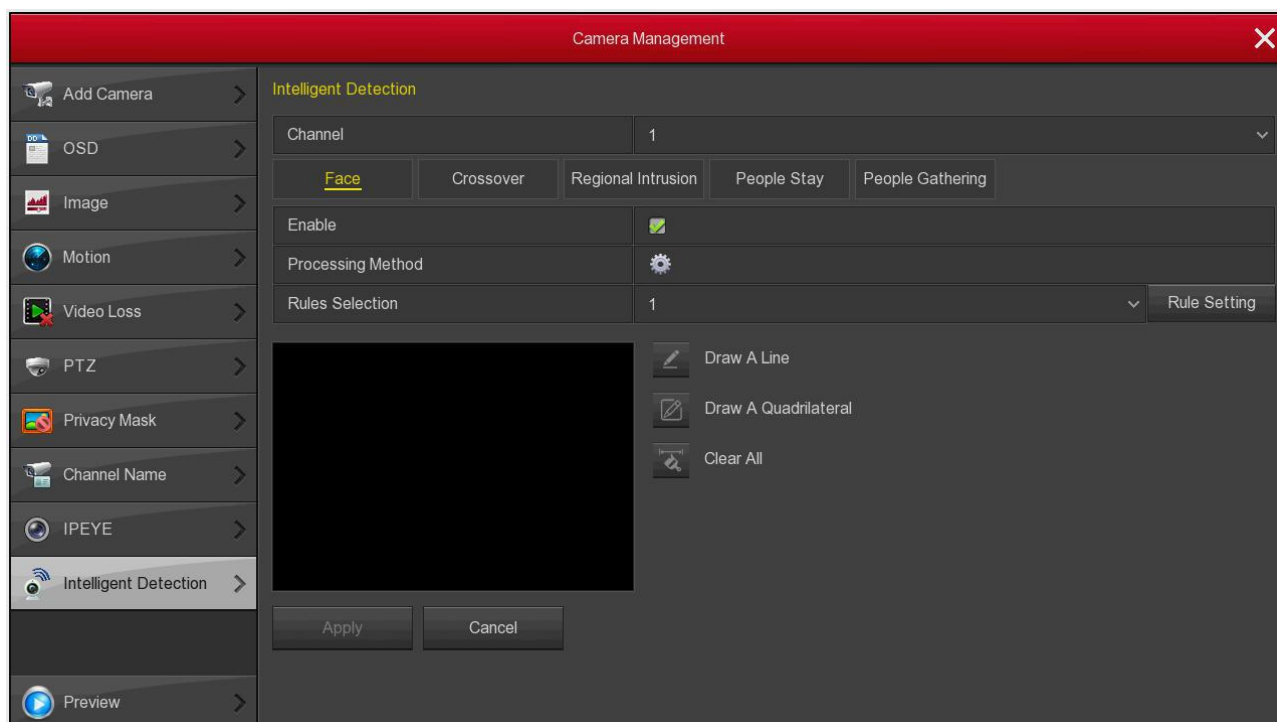 Camera Management
Add Camera
OSD
Image
Motion
Video Loss
PTZ
Privacy Mask
Channel Name
IPEYE
Intelligent Detection
Preview
Intelligent Detection
Channel 1
Face Crossover Regional Intrusion People Stay People Gathering
Enable
Processing Method
Rules Selection 1 Rule Setting
Draw A Line
Draw A Quadrilateral
Clear All
Apply Cancel